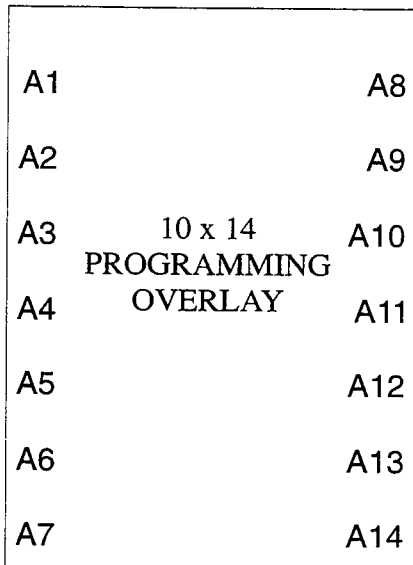 A1 A8
A2 A9
A3 10 x 14 A10
PROGRAMMING
OVERLAY
A4 A11
A5 A12
A6 A13
A7 A14